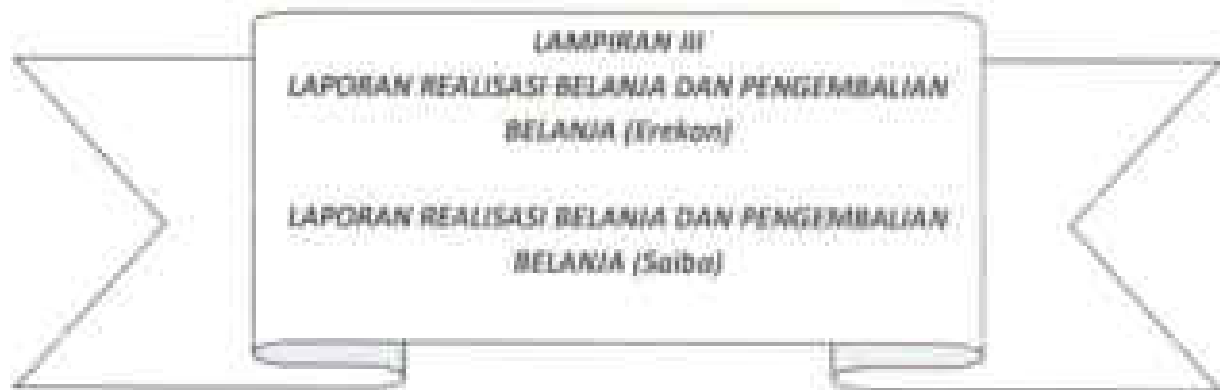 LAMPIRAN III
LAPORAN REALISASI BELANJA DAN PENGEMBALIAN
BELANJA (Erekon)
LAPORAN REALISASI BELANJA DAN PENGEMBALIAN
BELANJA (Saiba)